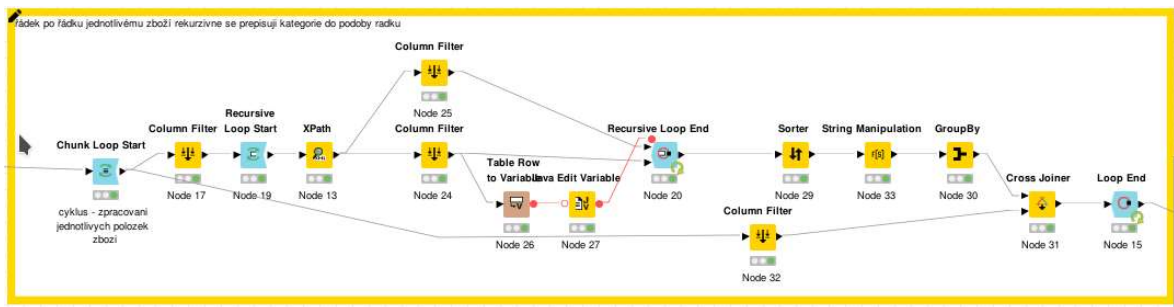 řádek po řádku jednotlivému zboží rekurzivne se prepisuji kategorie do podoby radku
Column Filter
Node 25
Chunk Loop Start
cyklus - zpracovani
jednotlivych polozek
zbozi
Column Filter
Node 17
Recursive
Loop Start
Node 19
XPath
Node 13
Column Filter
Node 24
Table Row
to Variable
Node 26
Java Edit Variable
Node 27
Recursive Loop End
Node 20
Sorter
Node 29
String Manipulation
Node 33
GroupBy
Node 30
Column Filter
Node 32
Cross Joiner
Node 31
Loop End
Node 15